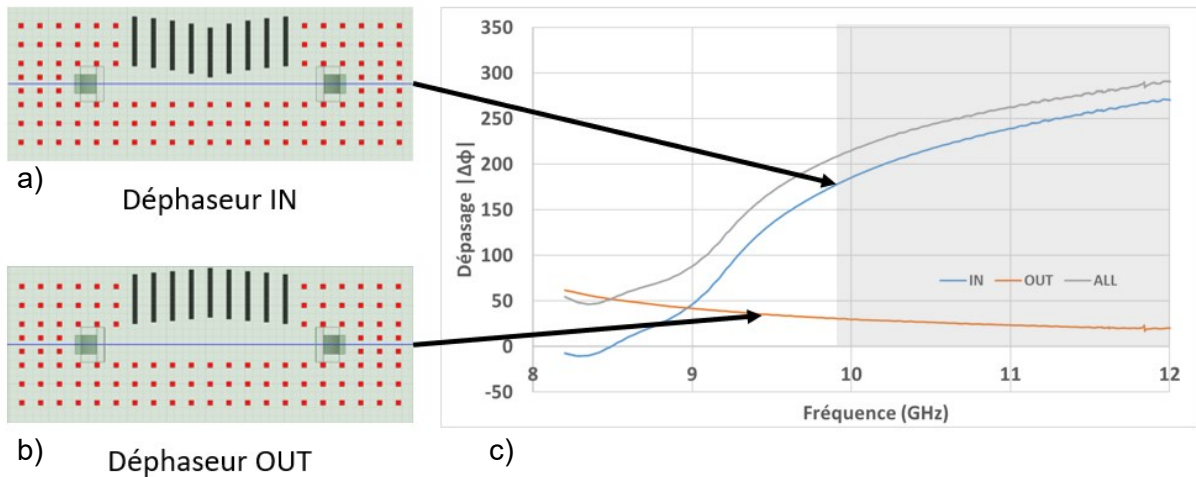 a)
Déphaseur IN
b)
Déphaseur OUT
350
300
250
200
150
100
50
0
-50
Dépasage |Δϕ|
8
9
10
11
12
Fréquence (GHz)
IN OUT ALL
c)